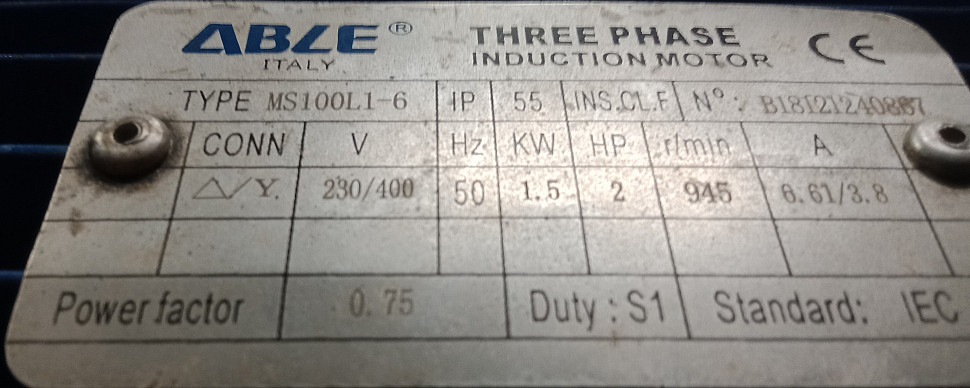 ABLE® THREE PHASE CE
ITALY INDUCTION MOTOR
TYPE MS100L1-6 IP 55 INS.CL.F Nº: B18121240887
CONN V Hz KW HP r/min A
△/Y. 230/400 50 1.5 2 945 6.61/3.8
Power factor 0.75 Duty : S1 Standard: IEC